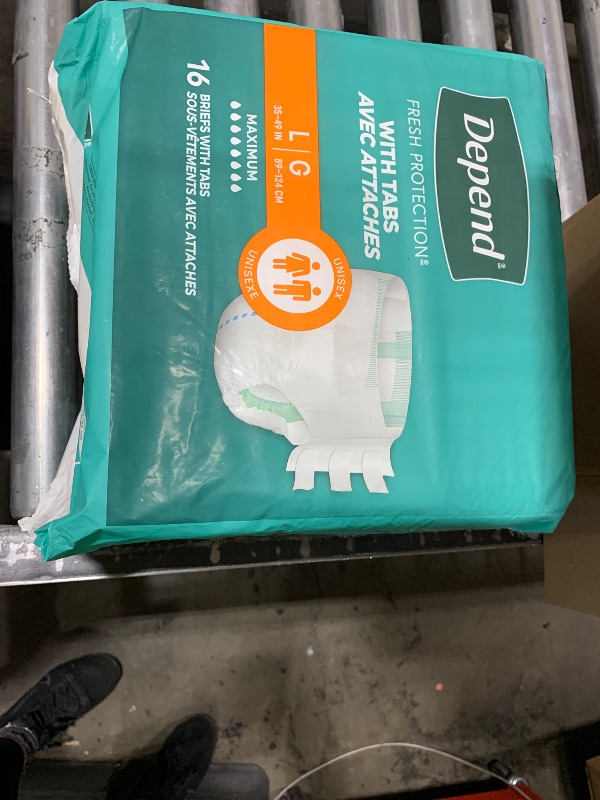 Depend®
FRESH PROTECTION®
WITH TABS
AVEC ATTACHES
L | G
35-49 IN | 89-124 CM
UNISEX
UNISEXE
MAXIMUM
16 BRIEFS WITH TABS
SOUS-VÊTEMENTS AVEC ATTACHES